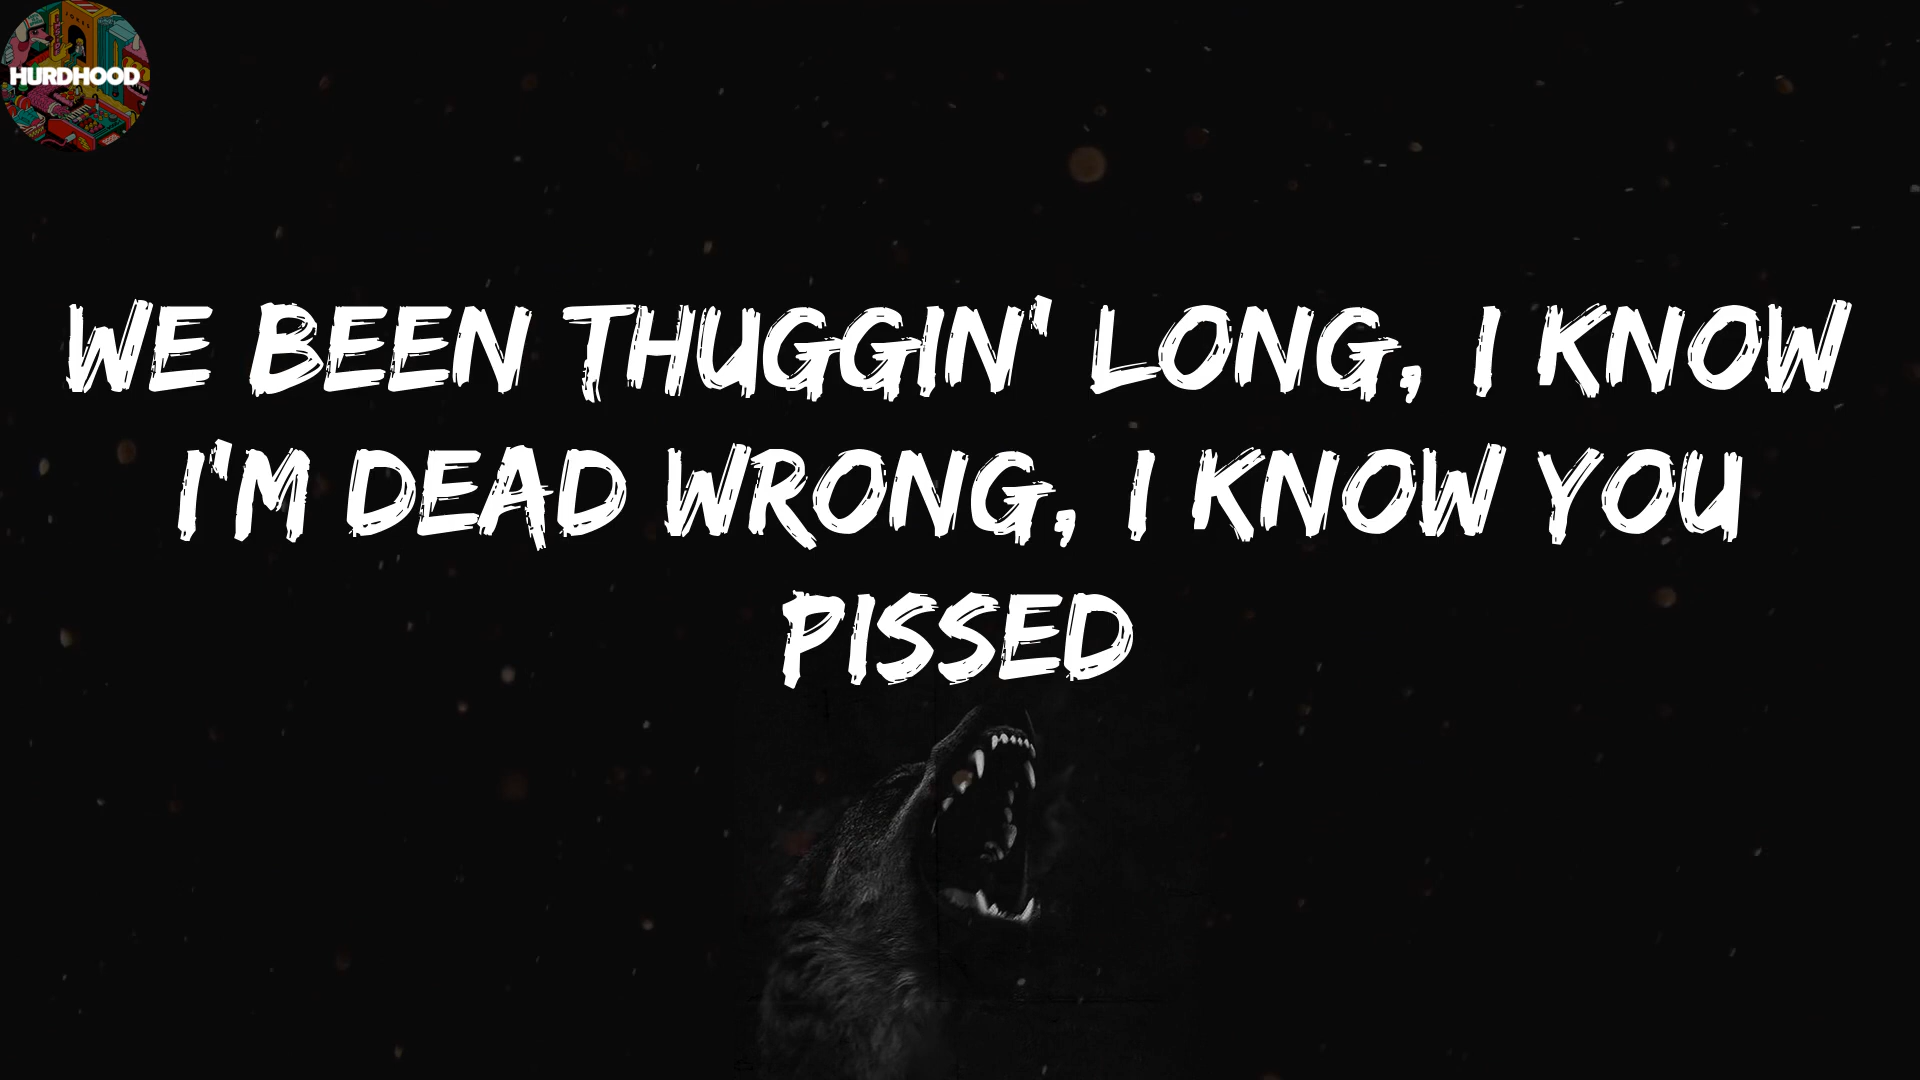 HURDHOOD
WE BEEN THUGGIN' LONG, I KNOW
I'M DEAD WRONG, I KNOW YOU
PISSED